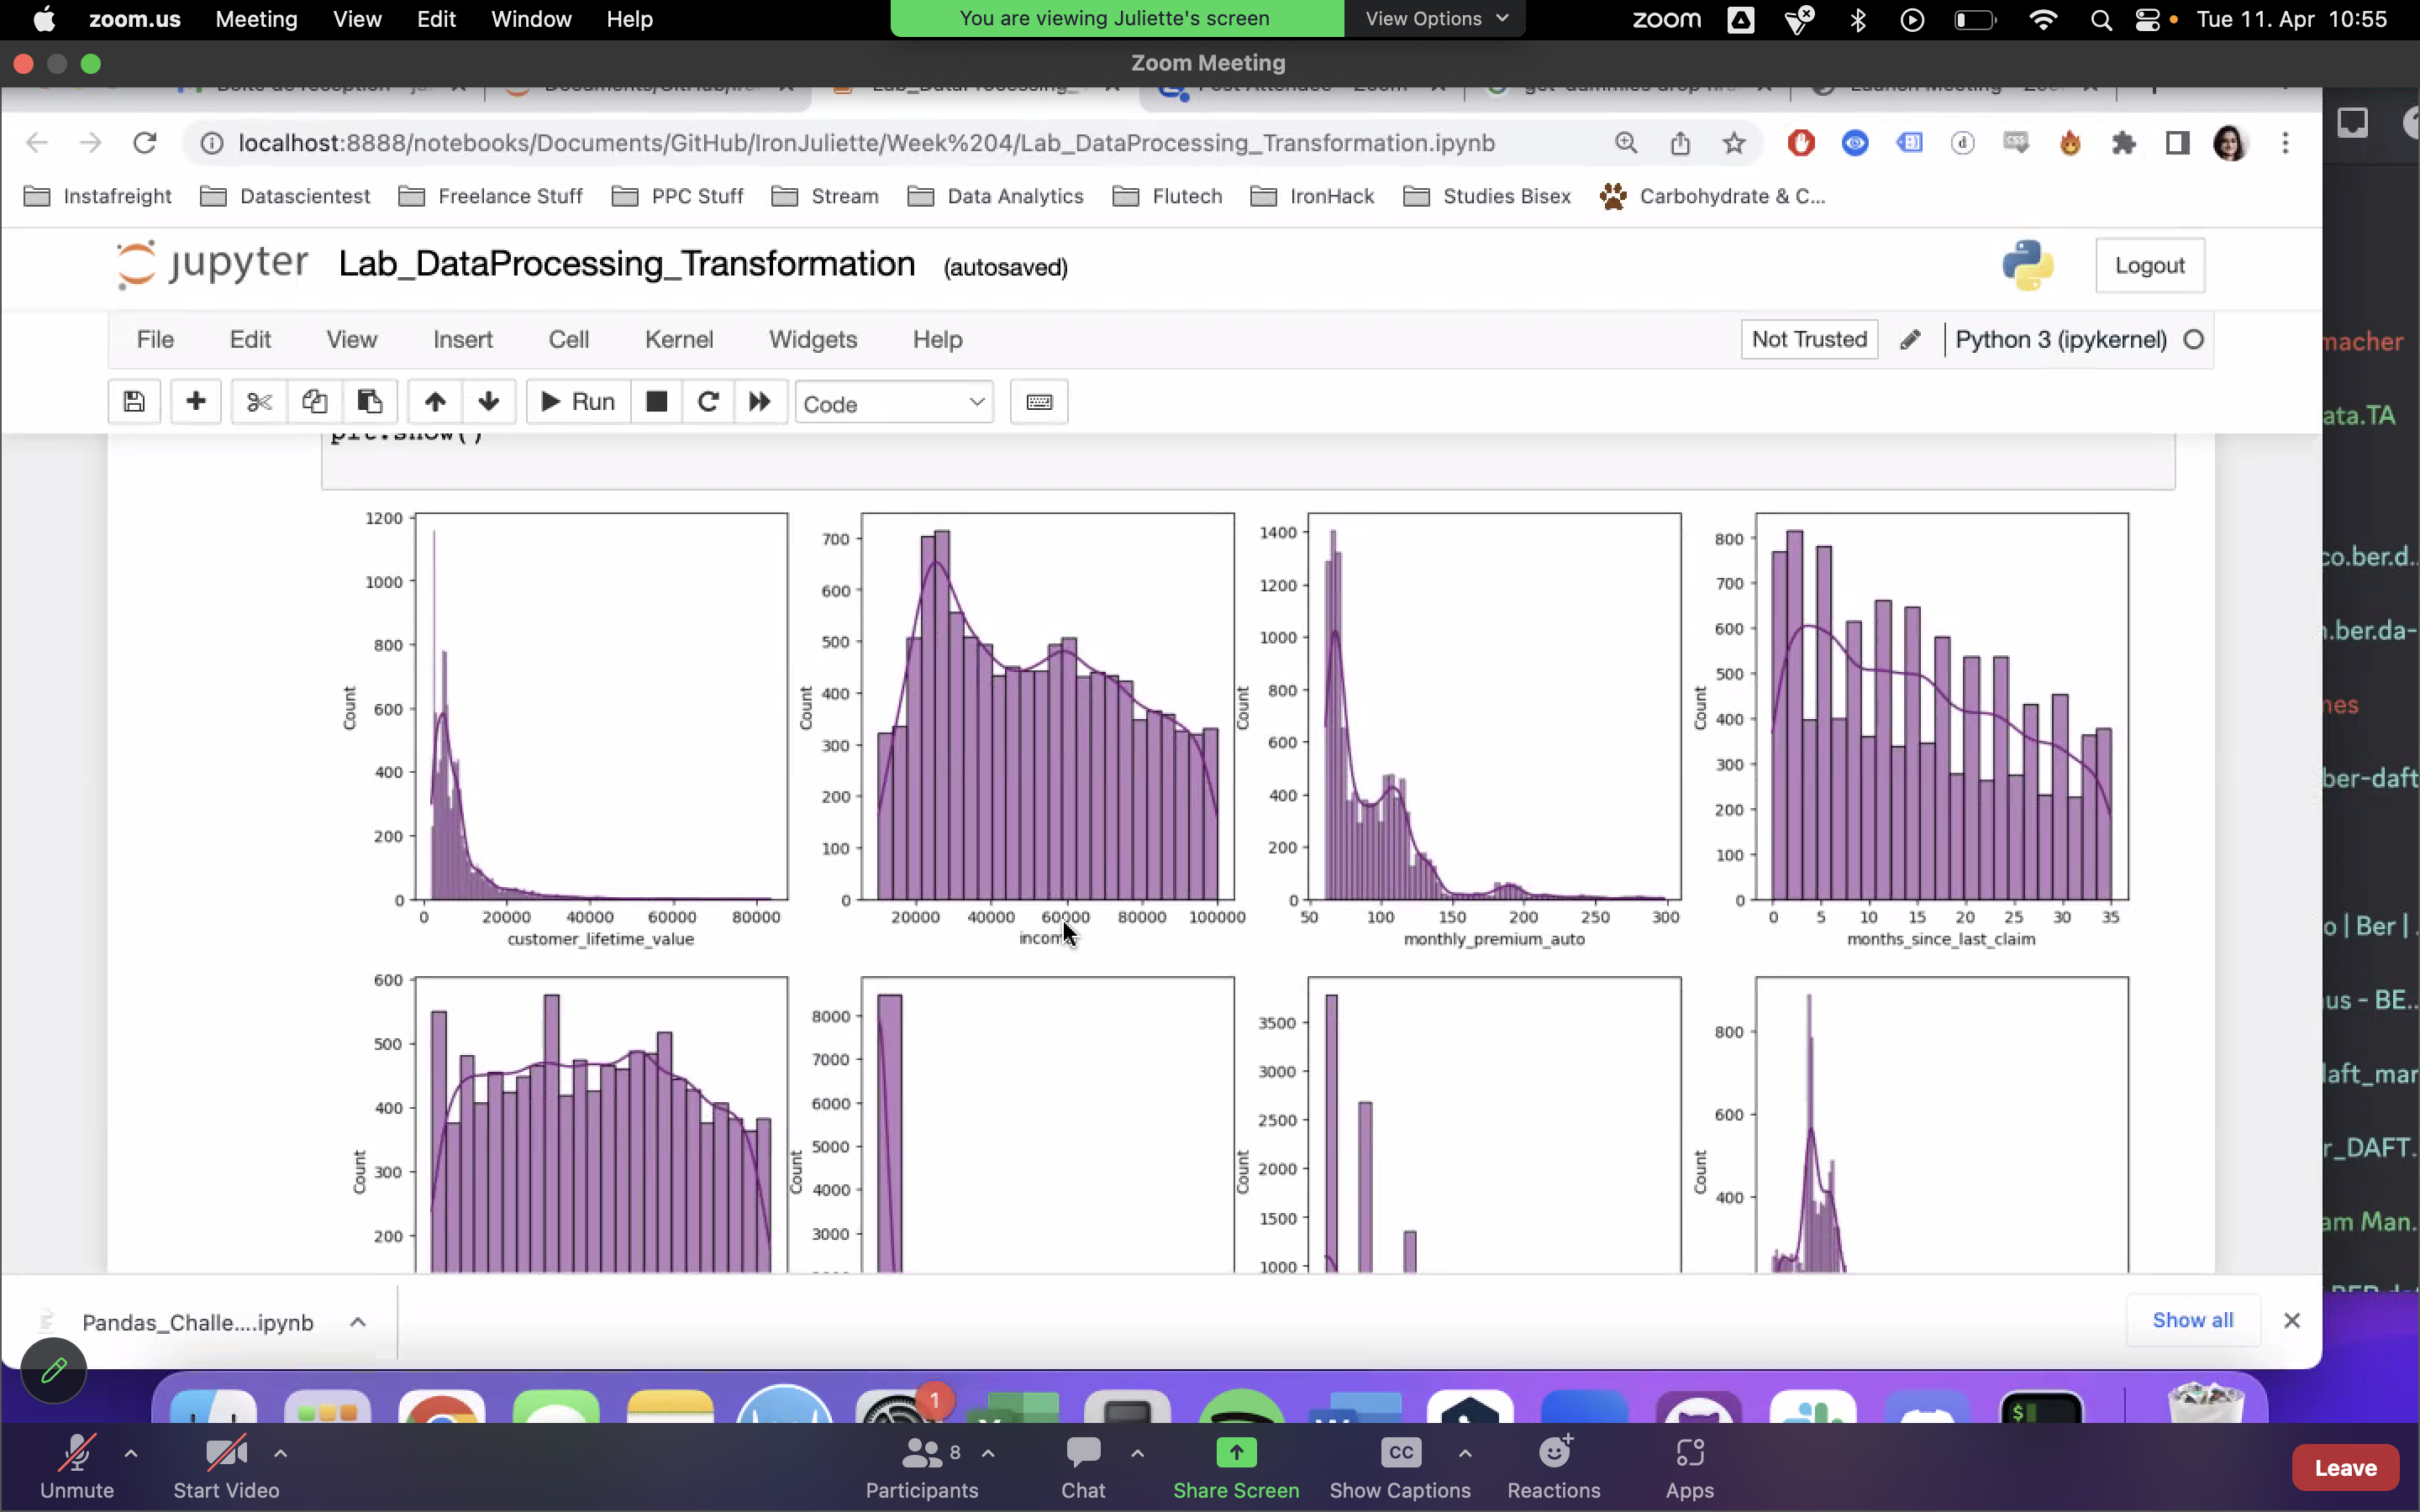 zoom.us Meeting View Edit Window Help
You are viewing Juliette's screen View Options
zoom Tue 11. Apr 10:55
Zoom Meeting
localhost:8888/notebooks/Documents/GitHub/IronJuliette/Week%204/Lab_DataProcessing_Transformation.ipynb
Instafreight Datascientest Freelance Stuff PPC Stuff Stream Data Analytics Flutech IronHack Studies Bisex Carbohydrate & C...
jupyter Lab_DataProcessing_Transformation (autosaved)
Logout
File Edit View Insert Cell Kernel Widgets Help
Not Trusted Python 3 (ipykernel)
Run Code
plt.show()
1200
1000
800
600
400
200
0
Count
0 20000 40000 60000 80000
customer_lifetime_value
700
600
500
400
300
200
100
0
Count
20000 40000 60000 80000 100000
1400
1200
1000
800
600
400
200
0
Count
50 100 150 200 250 300
monthly_premium_auto
800
700
600
500
400
300
200
100
0
Count
0 5 10 15 20 25 30 35
months_since_last_claim
600
500
400
300
200
Count
8000
7000
6000
5000
4000
3000
Count
3500
3000
2500
2000
1500
1000
Count
800
600
400
Count
macher
ata.TA
co.ber.d...
.ber.da-
nes
ber-daft
o | Ber |
us - BE...
daft_mar
r_DAFT.
am Man.
Pandas_Challe....ipynb
Show all
1
Unmute
Start Video
8
Participants
Chat
Share Screen
CC
Show Captions
Reactions
Apps
Leave